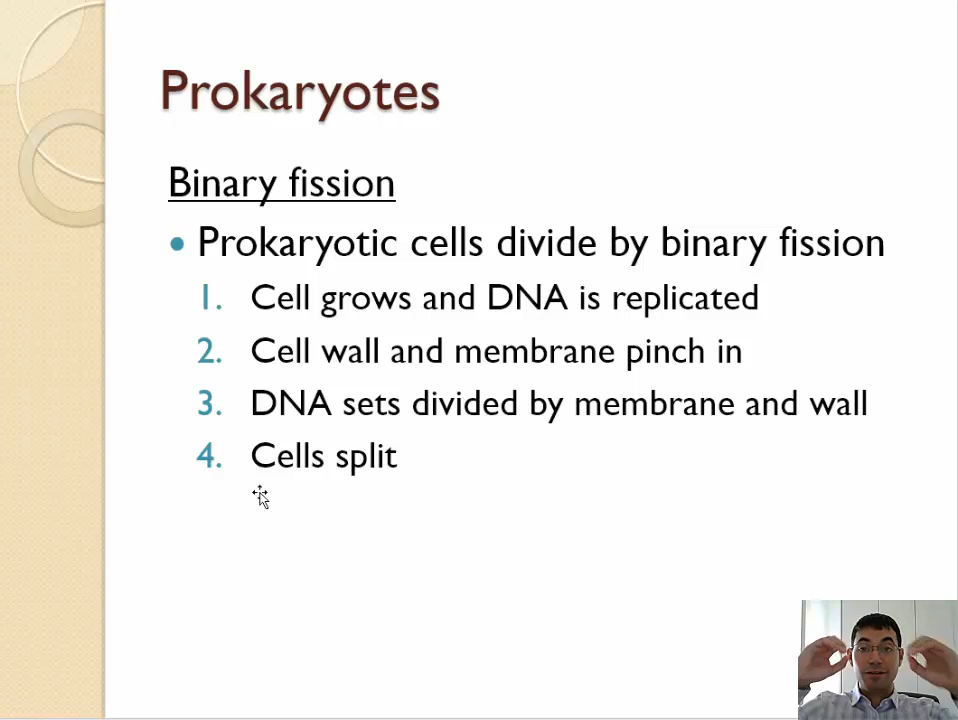 Prokaryotes
Binary fission
• Prokaryotic cells divide by binary fission
1. Cell grows and DNA is replicated
2. Cell wall and membrane pinch in
3. DNA sets divided by membrane and wall
4. Cells split